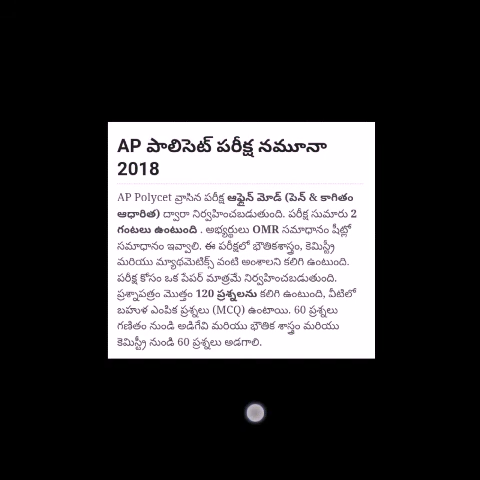 AP పాలిసెట్ పరీక్ష నమూనా
2018
AP Polycet వ్రాసిన పరీక్ష ఆఫ్లైన్ మోడ్ (పెన్ & కాగితం
ఆధారిత) ద్వారా నిర్వహించబడుతుంది. పరీక్ష సుమారు 2
గంటలు ఉంటుంది . అభ్యర్థులు OMR సమాధానం షీట్లో
సమాధానం ఇవ్వాలి. ఈ పరీక్షలో భౌతికశాస్త్రం, కెమిస్ట్రీ
మరియు మ్యాథమెటిక్స్ వంటి అంశాలని కలిగి ఉంటుంది.
పరీక్ష కోసం ఒక పేపర్ మాత్రమే నిర్వహించబడుతుంది.
ప్రశ్నాపత్రం మొత్తం 120 ప్రశ్నలను కలిగి ఉంటుంది, వీటిలో
బహుళ ఎంపిక ప్రశ్నలు (MCQ) ఉంటాయి. 60 ప్రశ్నలు
గణితం నుండి అడిగేవి మరియు భౌతిక శాస్త్రం మరియు
కెమిస్ట్రీ నుండి 60 ప్రశ్నలు అడగాలి.